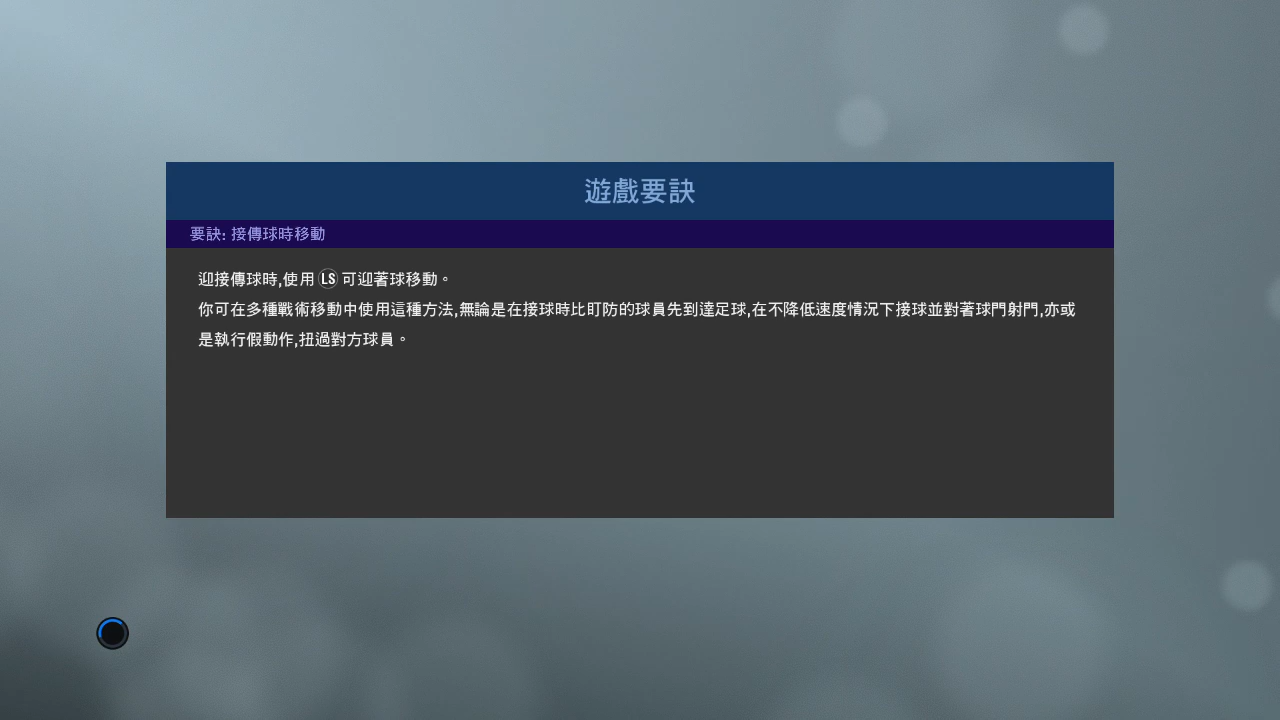 遊戲要訣
要訣: 接傳球時移動
迎接傳球時,使用 LS 可迎著球移動。
你可在多種戰術移動中使用這種方法,無論是在接球時比盯防的球員先到達足球,在不降低速度情況下接球並對著球門射門,亦或
是執行假動作,扭過對方球員。